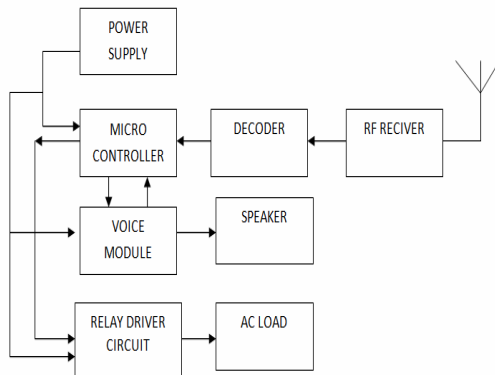 POWER
SUPPLY
MICRO
CONTROLLER
DECODER
RF RECIVER
VOICE
MODULE
SPEAKER
RELAY DRIVER
CIRCUIT
AC LOAD